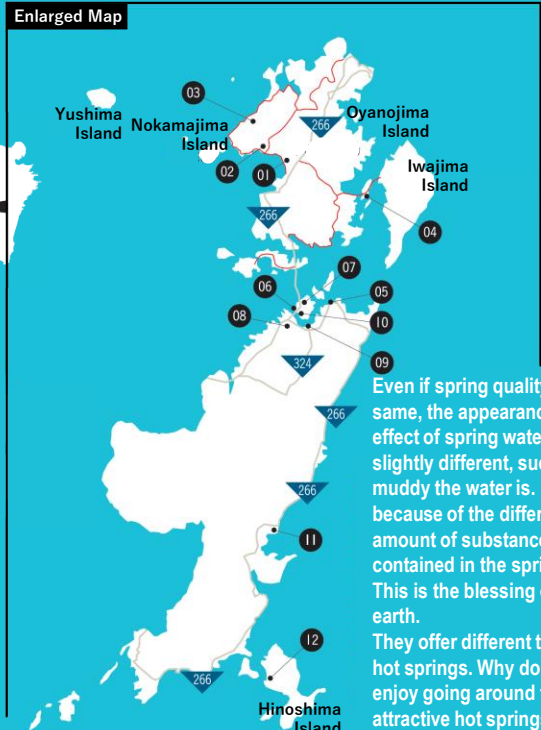 Enlarged Map
03
Yushima
Island
Nokamajima
Island
266
Oyanojima
Island
02
01
Iwajima
Island
266
04
07
06
05
08
10
09
324
Even if spring quality
same, the appearanc
effect of spring wate
slightly different, suc
muddy the water is.
because of the differ
amount of substance
contained in the spri
This is the blessing o
earth.
They offer different t
hot springs. Why do
enjoy going around t
attractive hot springs
266
266
11
12
266
Hinoshima
Island